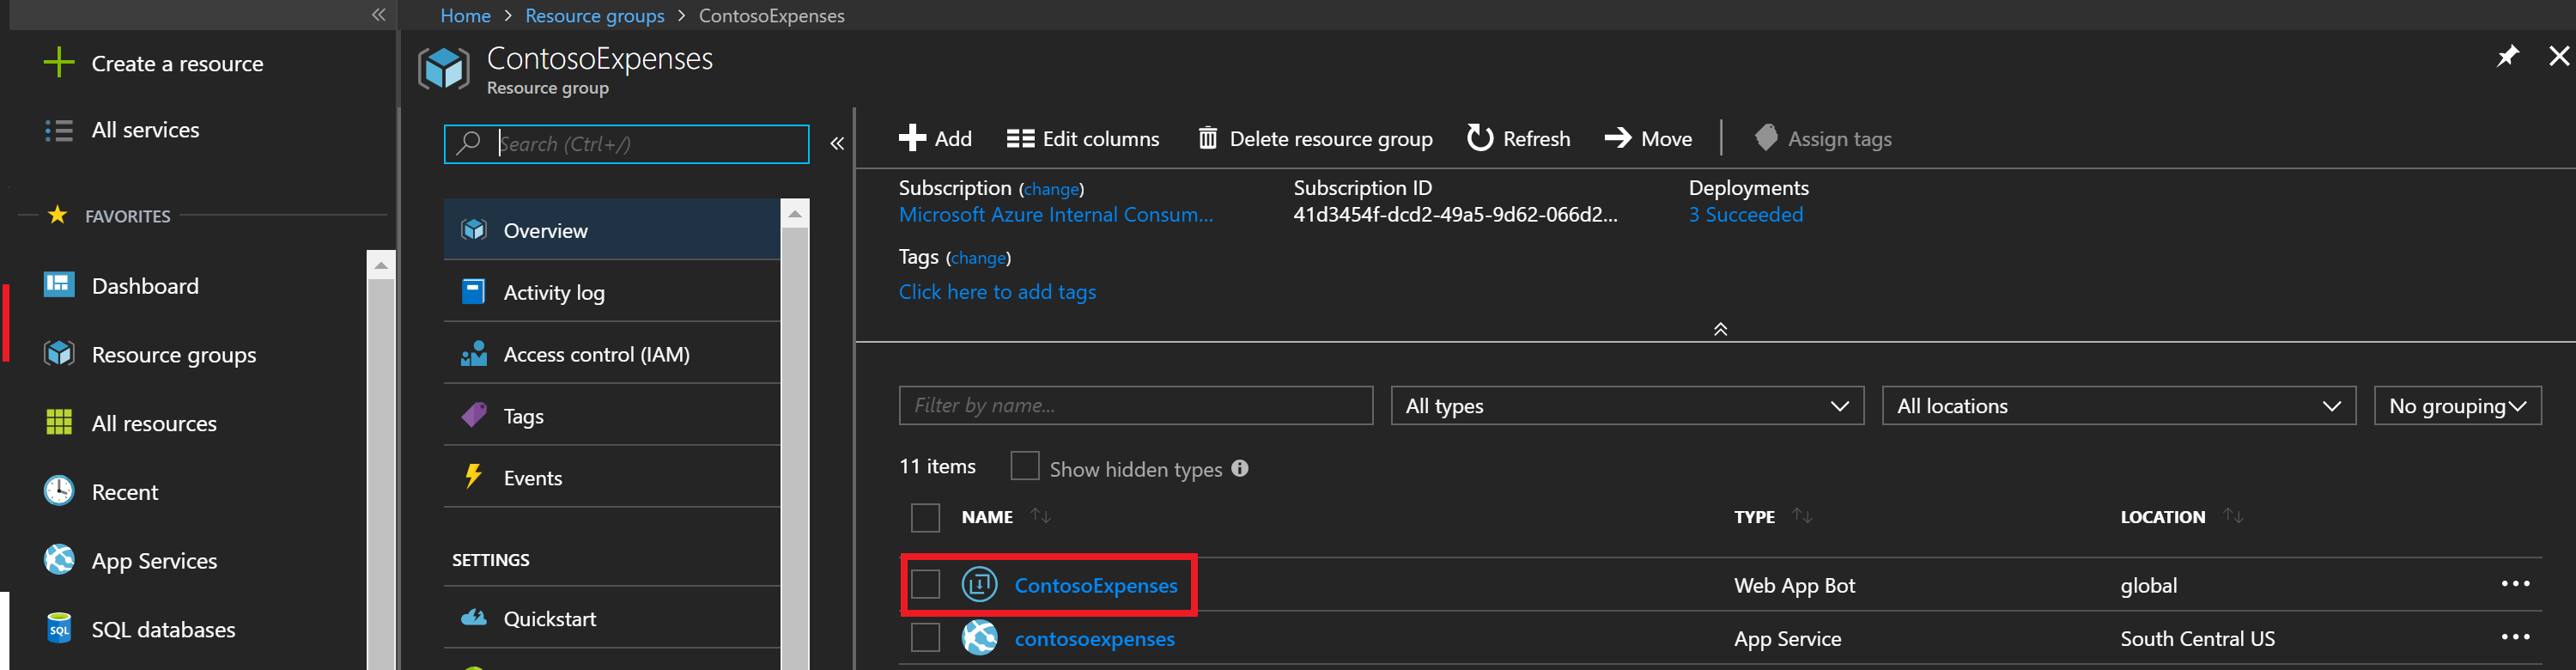 Home > Resource groups > ContosoExpenses
Create a resource
All services
FAVORITES
Dashboard
Resource groups
All resources
Recent
App Services
SQL databases
ContosoExpenses
Resource group
Search (Ctrl+/)
Overview
Activity log
Access control (IAM)
Tags
Events
SETTINGS
Quickstart
Add Edit columns Delete resource group Refresh Move Assign tags
Subscription (change) Subscription ID Deployments
Microsoft Azure Internal Consum... 41d3454f-dcd2-49a5-9d62-066d2... 3 Succeeded
Tags (change)
Click here to add tags
Filter by name... All types All locations No grouping
11 items Show hidden types
NAME TYPE LOCATION
ContosoExpenses Web App Bot global
contosoexpenses App Service South Central US